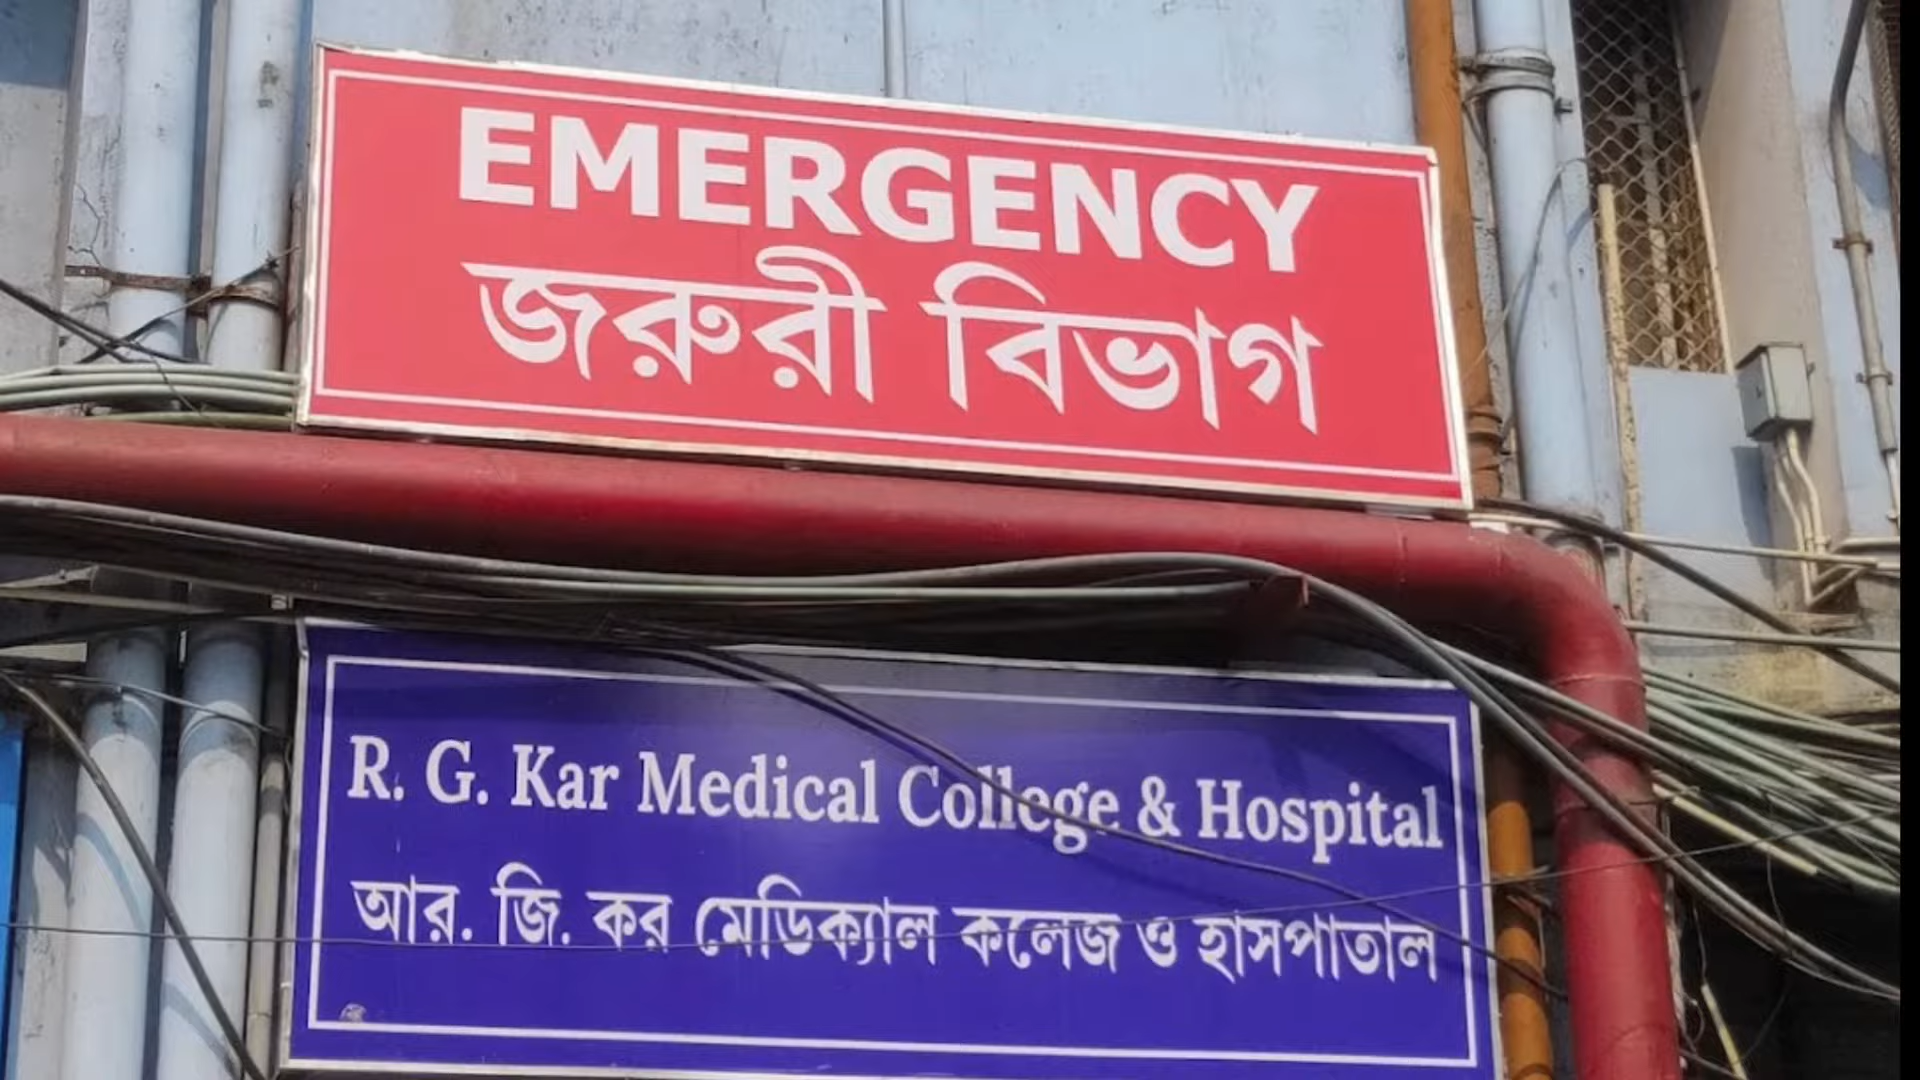 EMERGENCY
জরুরী বিভাগ
R. G. Kar Medical College & Hospital
আর. জি. কর মেডিক্যাল কলেজ ও হাসপাতাল